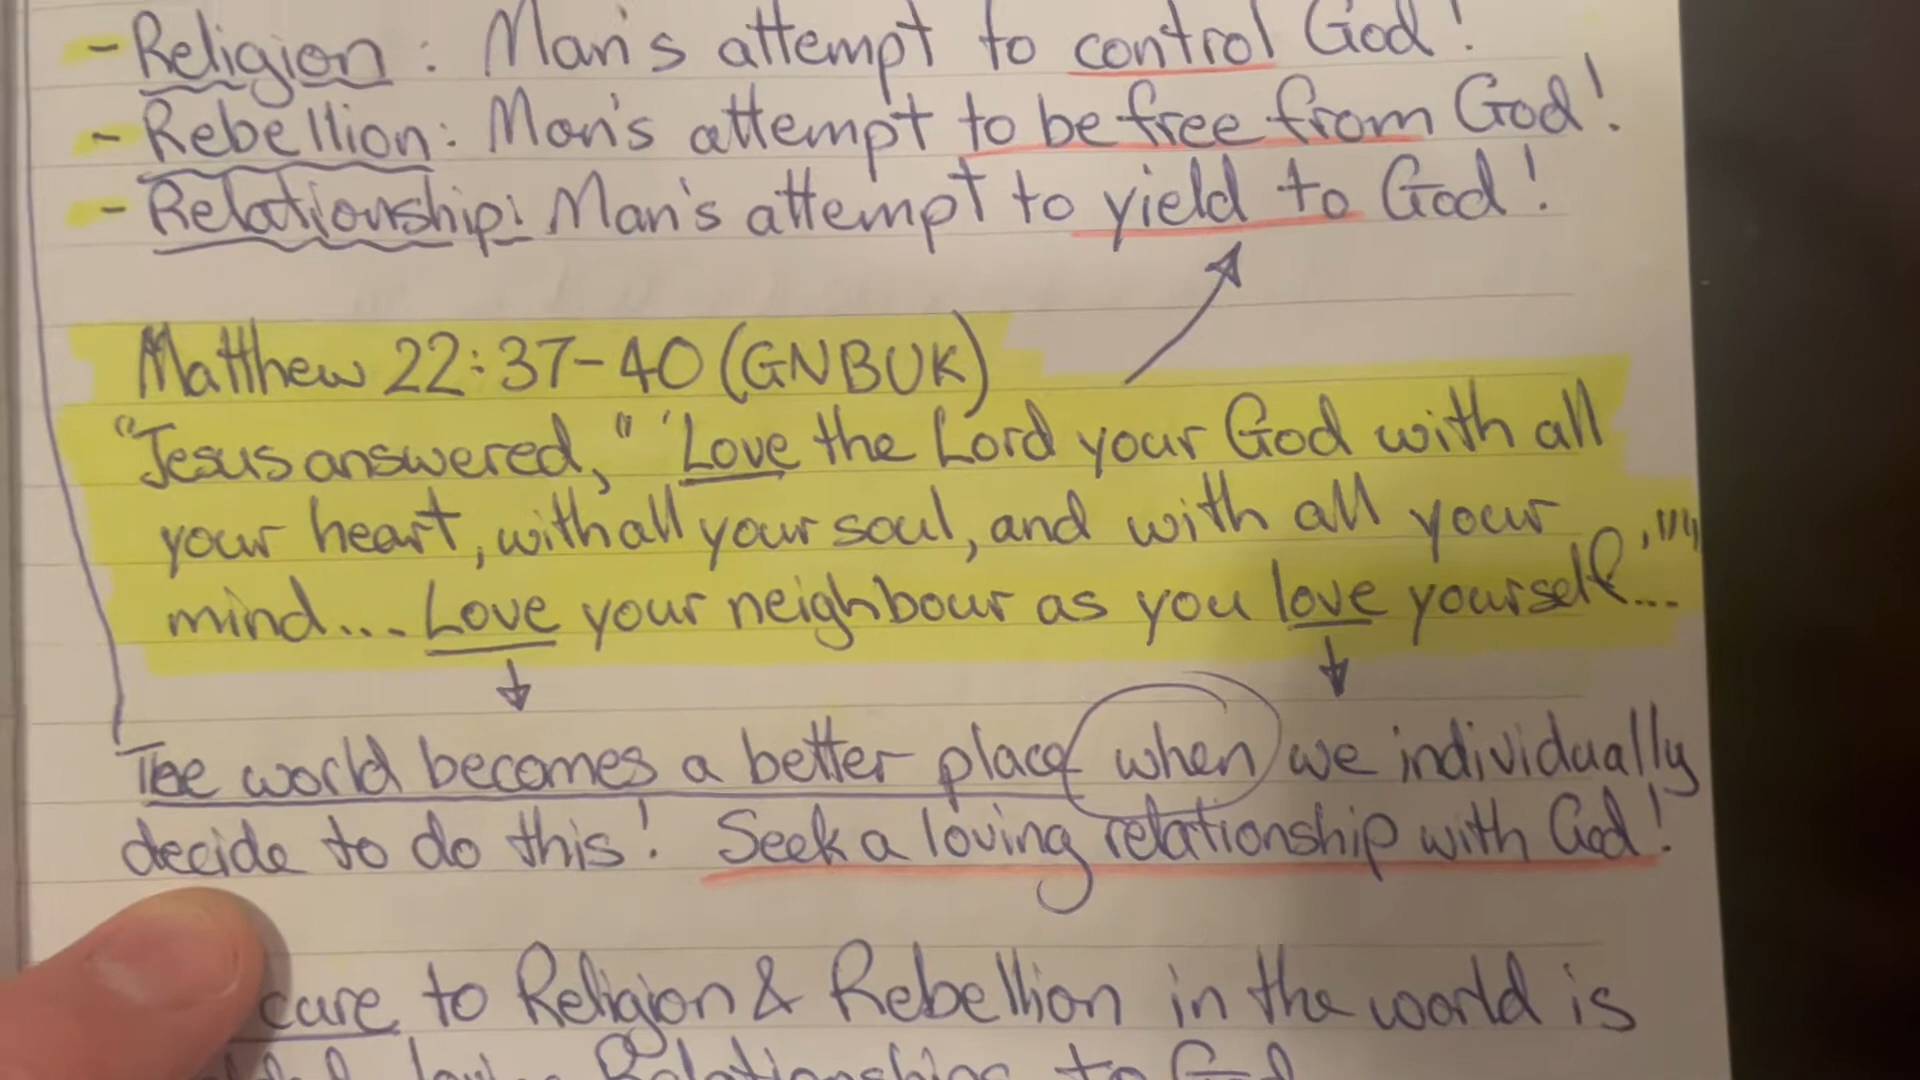 - Religion: Man's attempt to control God!
- Rebellion: Man's attempt to be free from God!
- Relationship: Man's attempt to yield to God!
Matthew 22:37-40 (GNBUK)
"Jesus answered," 'Love the Lord your God with all
your heart, with all your soul, and with all your
mind... Love your neighbour as you love yourself...'""
The world becomes a better place when we individually
decide to do this! Seek a loving relationship with God!
cure to Religion & Rebellion in the world is
Relationships to God